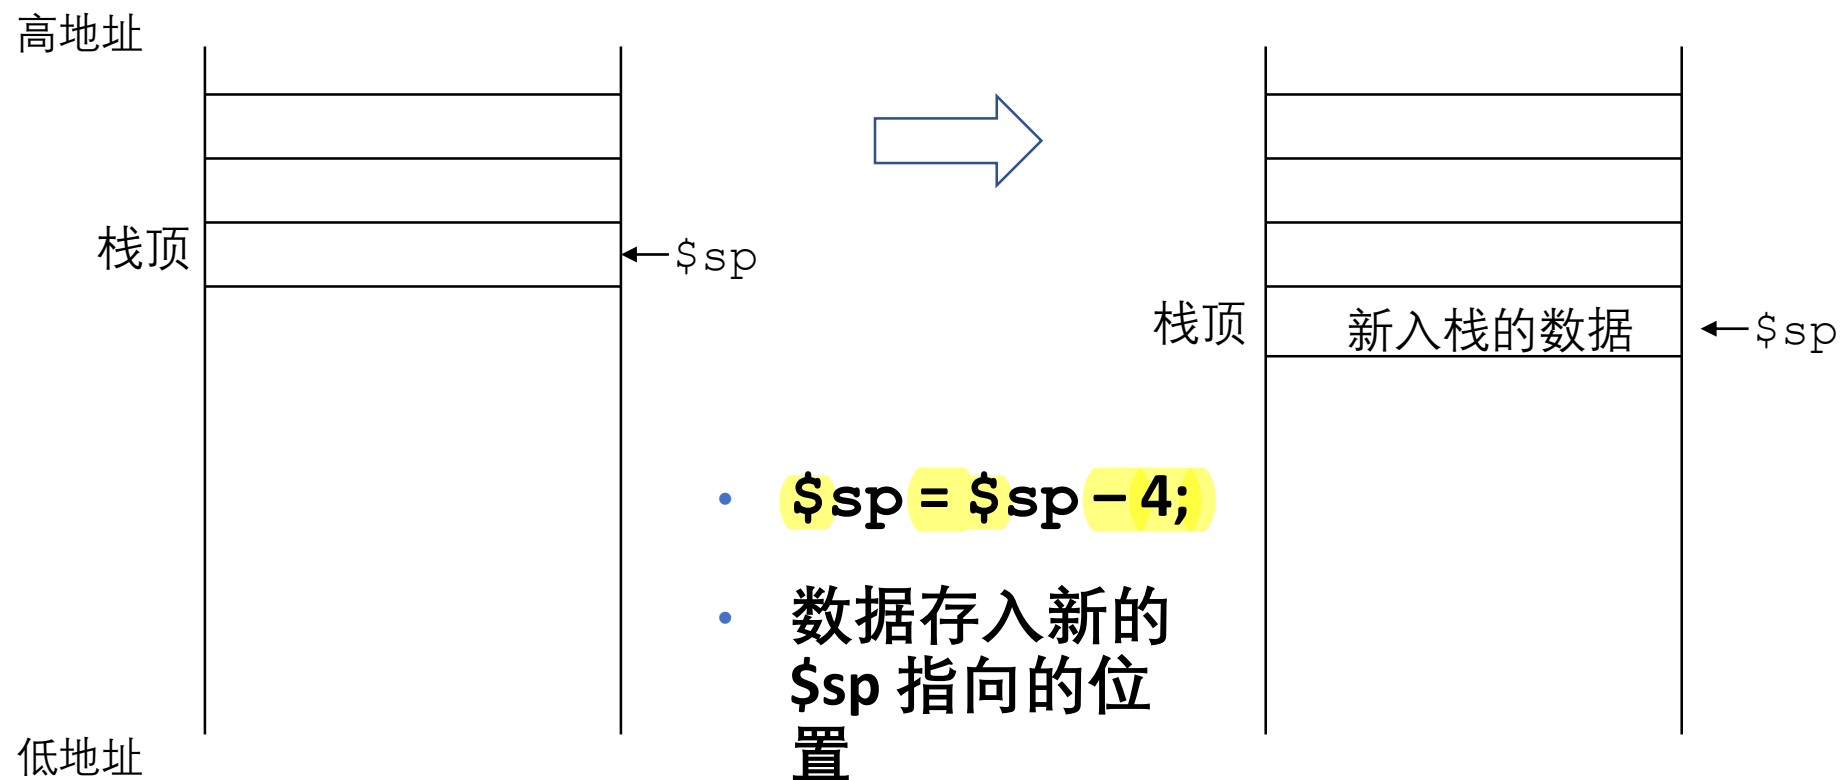 高地址
栈顶
$sp
栈顶
新入栈的数据
$sp
• $sp = $sp – 4;
• 数据存入新的
$sp 指向的位
置
低地址